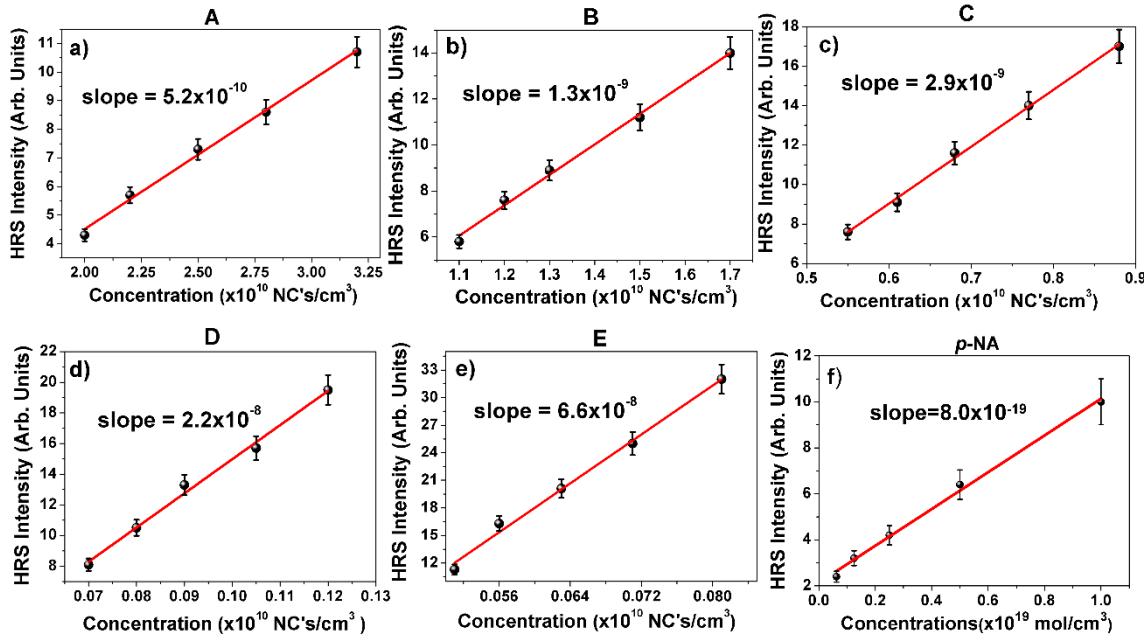 A
a)
slope = 5.2x10⁻¹⁰
HRS Intensity (Arb. Units)
11
10
9
8
7
6
5
4
2.00 2.25 2.50 2.75 3.00 3.25
Concentration (x10¹⁰ NC's/cm³)
B
b)
slope = 1.3x10⁻⁹
HRS Intensity (Arb. Units)
14
12
10
8
6
1.1 1.2 1.3 1.4 1.5 1.6 1.7
Concentration (x10¹⁰ NC's/cm³)
C
c)
slope = 2.9x10⁻⁹
HRS Intensity (Arb. Units)
18
16
14
12
10
8
6
0.5 0.6 0.7 0.8 0.9
Concentration (x10¹⁰ NC's/cm³)
D
d)
slope = 2.2x10⁻⁸
HRS Intensity (Arb. Units)
22
20
18
16
14
12
10
8
0.07 0.08 0.09 0.10 0.11 0.12 0.13
Concentration (x10¹⁰ NC's/cm³)
E
e)
slope = 6.6x10⁻⁸
HRS Intensity (Arb. Units)
33
30
27
24
21
18
15
12
0.056 0.064 0.072 0.080
Concentration (x10¹⁰ NC's/cm³)
p-NA
f)
slope=8.0x10⁻¹⁹
HRS Intensity (Arb. Units)
12
10
8
6
4
2
0.0 0.2 0.4 0.6 0.8 1.0
Concentrations(x10¹⁹ mol/cm³)